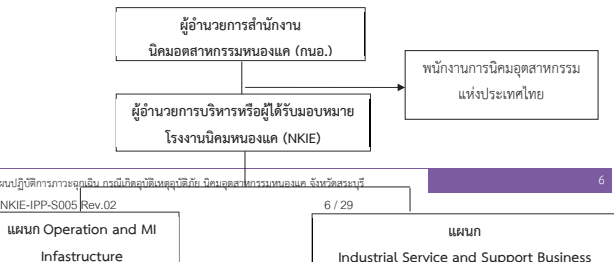 ผู้อำนวยการสำนักงาน
นิคมอุตสาหกรรมหนองแค (กนอ.)
พนักงานการนิคมอุตสาหกรรม
แห่งประเทศไทย
ผู้อำนวยการบริหารหรือผู้ได้รับมอบหมาย
โรงงานนิคมหนองแค (NKIE)
ผนปฏิบัติการภาวะฉุกเฉิน กรณีเกิดอุบัติเหตุอุบัติภัย นิคมอุตสาหกรรมหนองแค จังหวัดสระบุรี
6
NKIE-IPP-S005 Rev.02
6 / 29
แผนก Operation and MI
Infastructure
แผนก
Industrial Service and Support Business